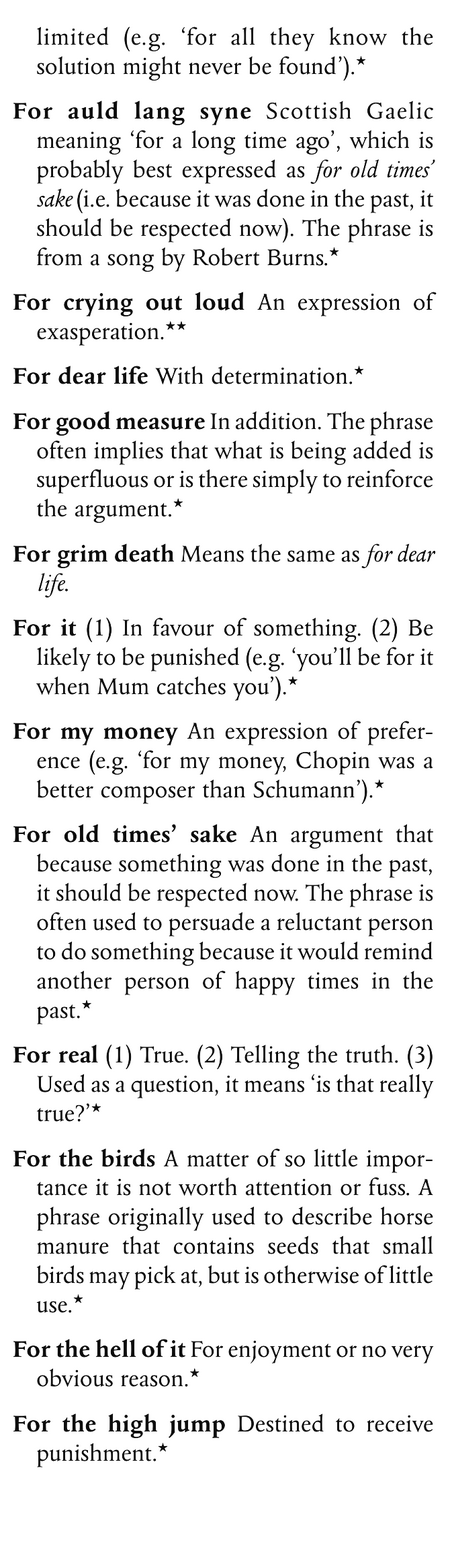 limited (e.g. ‘for all they know the
solution might never be found’).★
For auld lang syne Scottish Gaelic
meaning ‘for a long time ago’, which is
probably best expressed as for old times’
sake (i.e. because it was done in the past, it
should be respected now). The phrase is
from a song by Robert Burns.★
For crying out loud An expression of
exasperation.★★
For dear life With determination.★
For good measure In addition. The phrase
often implies that what is being added is
superfluous or is there simply to reinforce
the argument.★
For grim death Means the same as for dear
life.
For it (1) In favour of something. (2) Be
likely to be punished (e.g. ‘you’ll be for it
when Mum catches you’).★
For my money An expression of prefer-
ence (e.g. ‘for my money, Chopin was a
better composer than Schumann’).★
For old times’ sake An argument that
because something was done in the past,
it should be respected now. The phrase is
often used to persuade a reluctant person
to do something because it would remind
another person of happy times in the
past.★
For real (1) True. (2) Telling the truth. (3)
Used as a question, it means ‘is that really
true?’★
For the birds A matter of so little impor-
tance it is not worth attention or fuss. A
phrase originally used to describe horse
manure that contains seeds that small
birds may pick at, but is otherwise of little
use.★
For the hell of it For enjoyment or no very
obvious reason.★
For the high jump Destined to receive
punishment.★